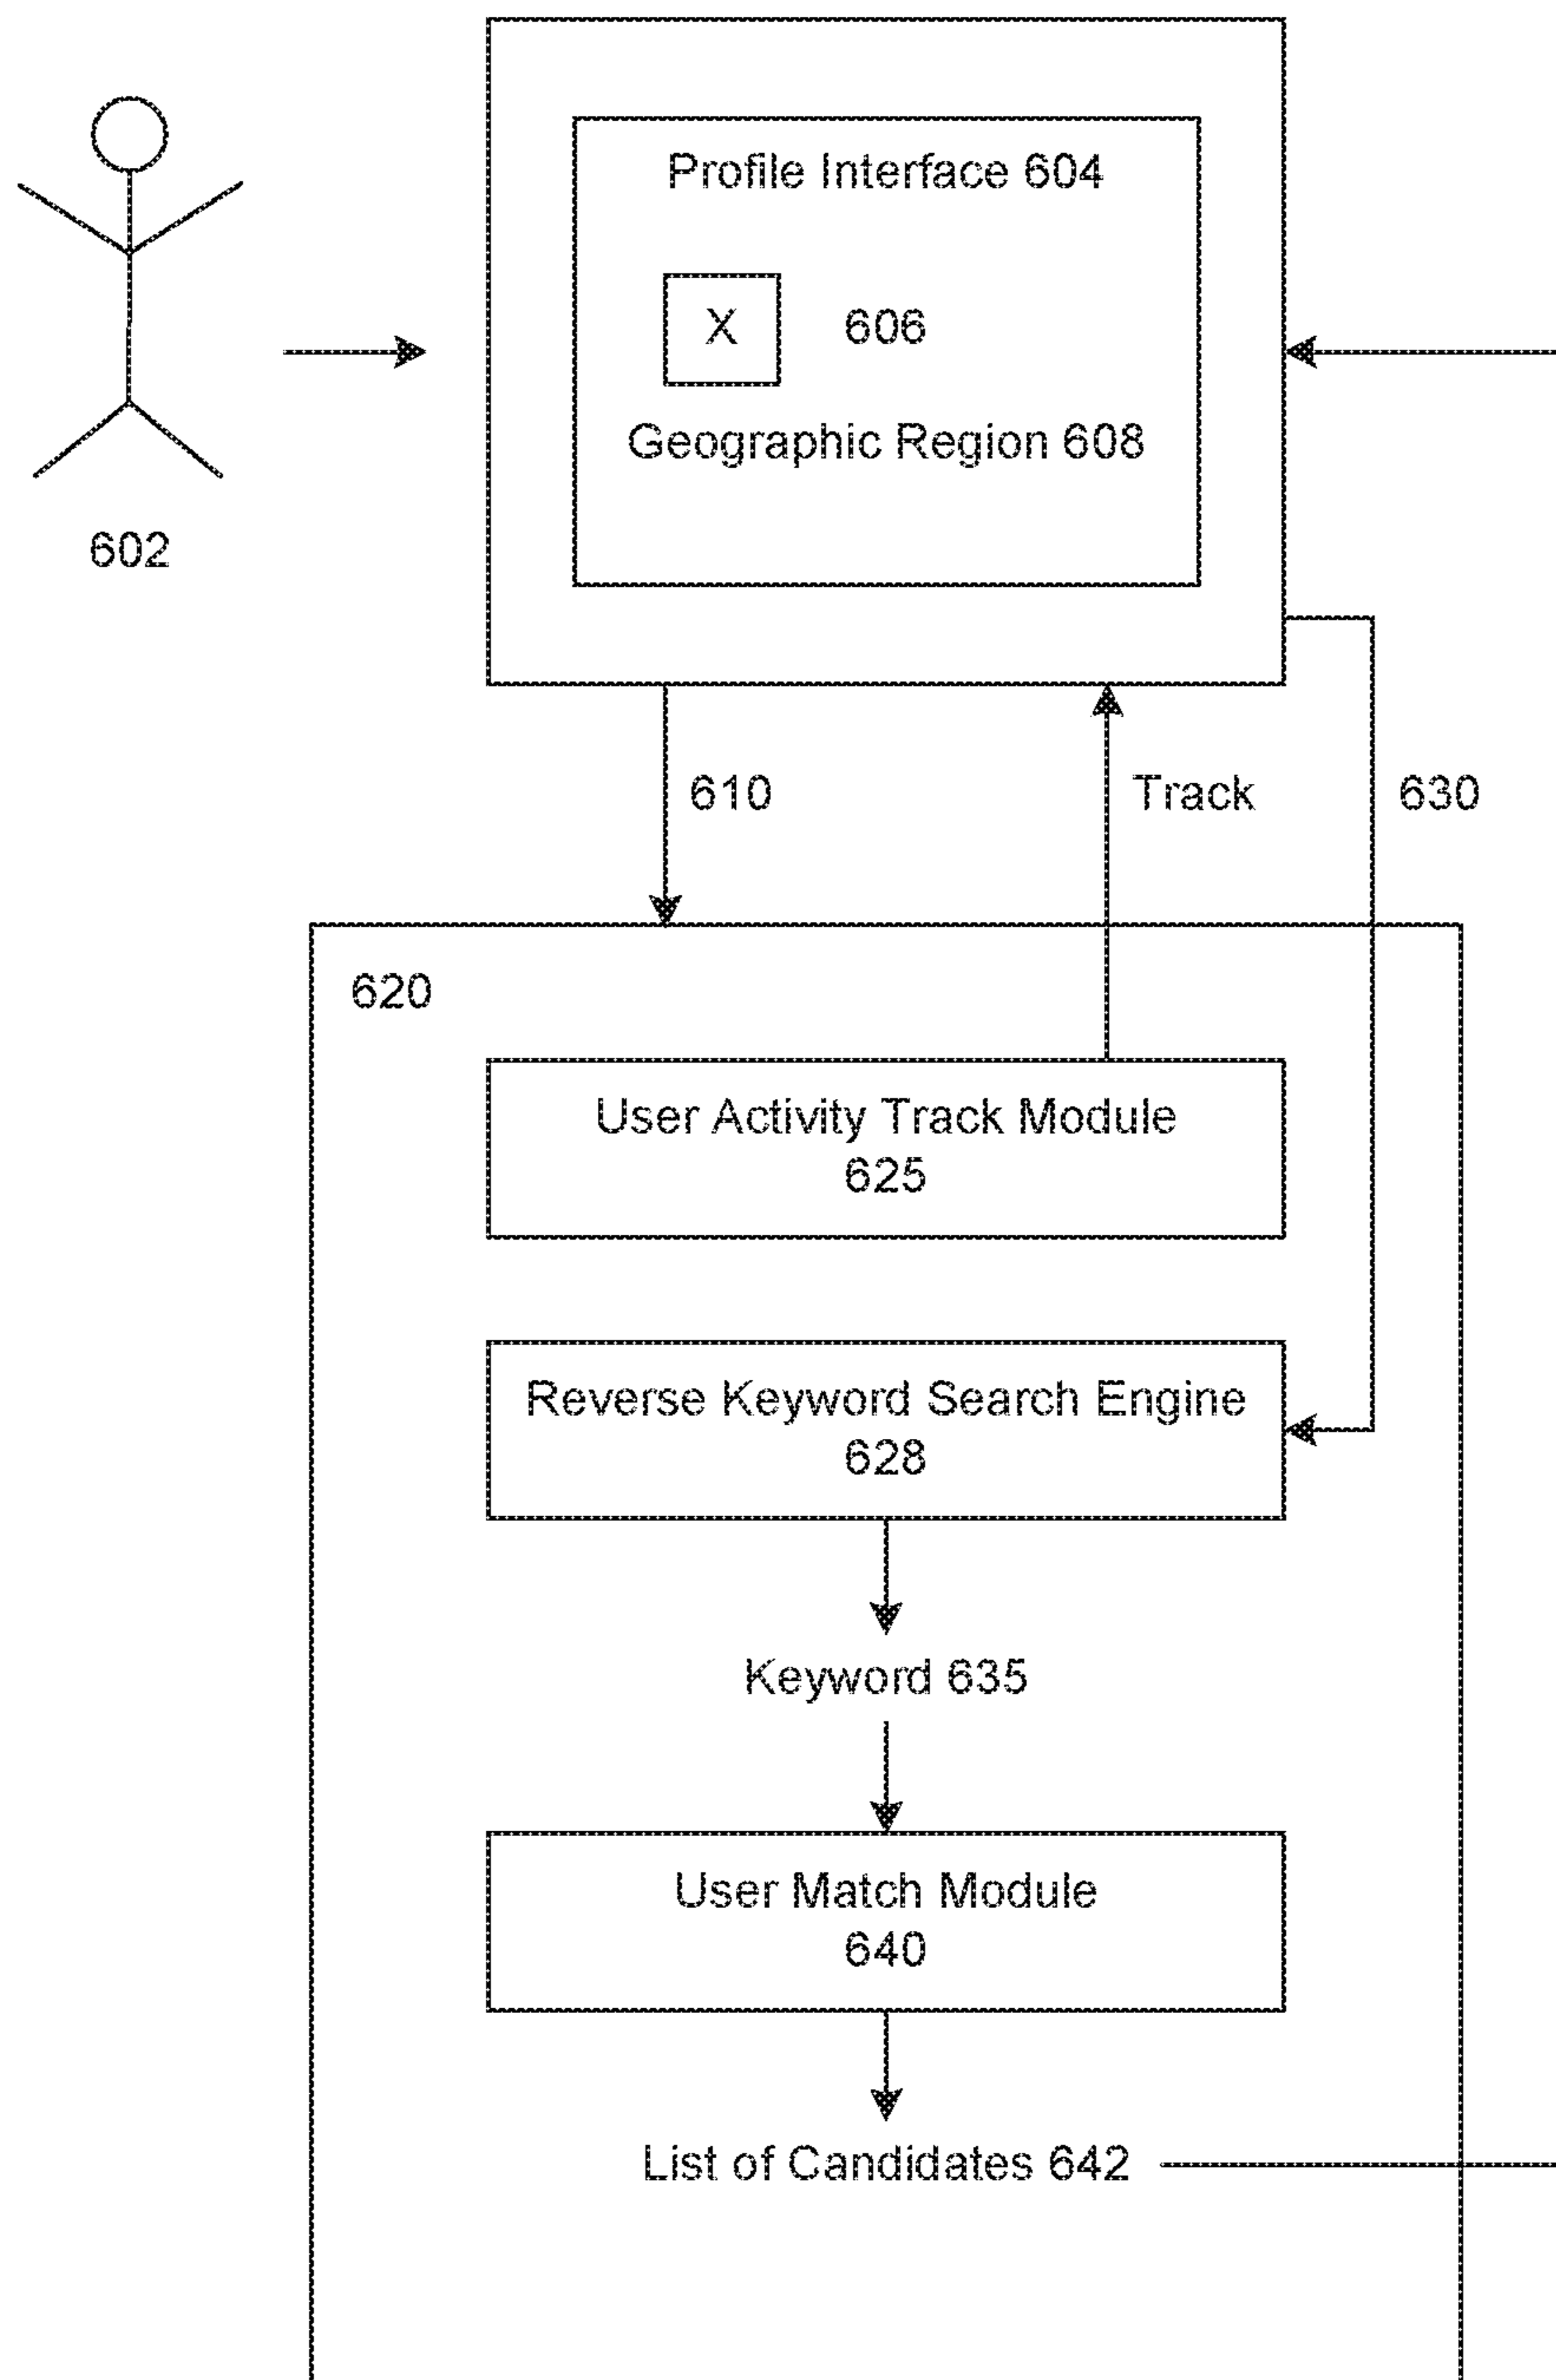 Profile Interface 604
X 606
Geographic Region 608
602
610 Track 630
620
User Activity Track Module
625
Reverse Keyword Search Engine
628
Keyword 635
User Match Module
640
List of Candidates 642